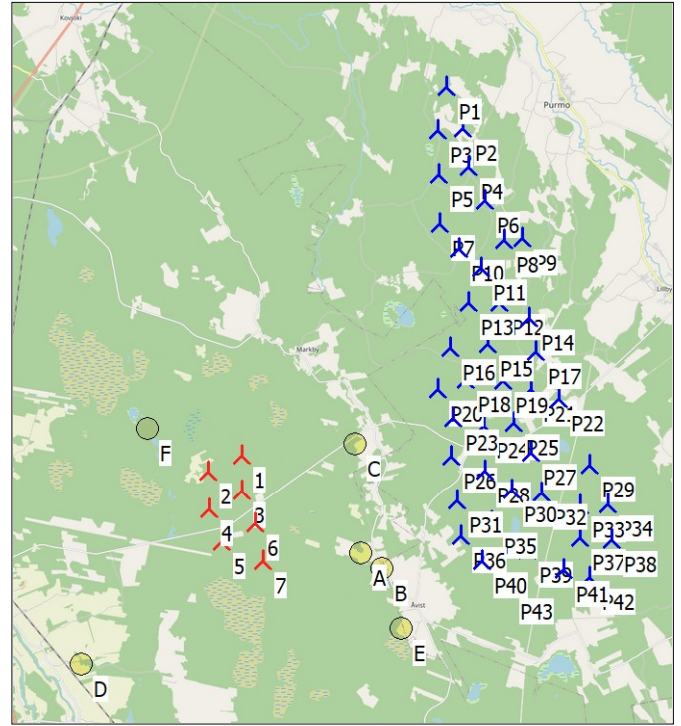 Kovjoki
P1
Purmo
P3
P2
P5
P4
P6
P7
P8
P9
P10
Lillby
P11
P13
P12
P14
Markby
P16
P15
P17
P20
P18
P19
P21
P22
P23
P24
P25
F
C
1
P26
P28
P27
P29
2
3
P31
P30
P32
P33
P34
4
6
P35
P36
P37
P38
5
A
7
P40
P39
B
Åvist
P43
P41
P42
E
D